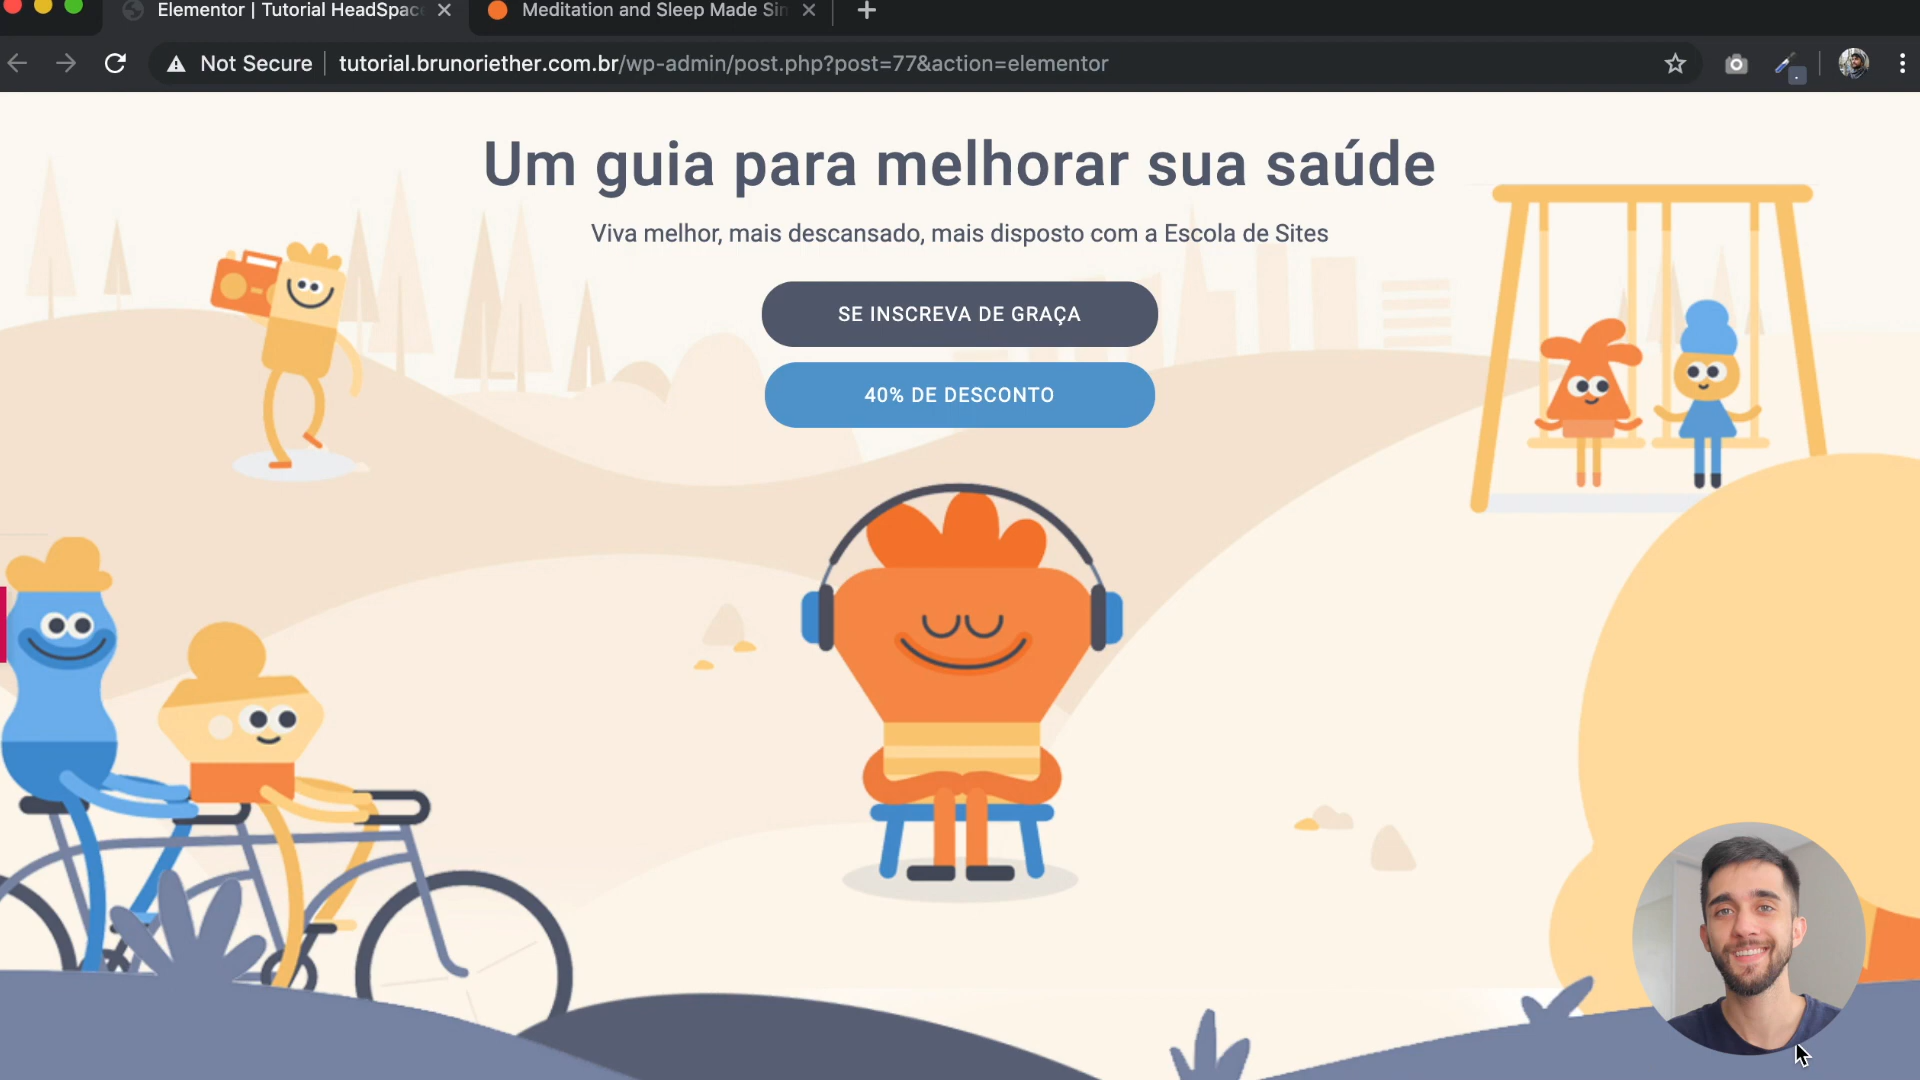 Elementor | Tutorial HeadSpac
Meditation and Sleep Made Sim
Not Secure
tutorial.brunoriether.com.br/wp-admin/post.php?post=77&action=elementor
Um guia para melhorar sua saúde
Viva melhor, mais descansado, mais disposto com a Escola de Sites
SE INSCREVA DE GRAÇA
40% DE DESCONTO